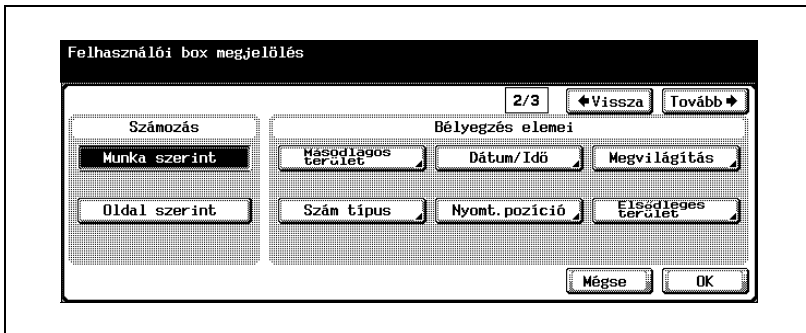 Felhasználói box megjelölés
2/3 Vissza Tovább
Számozás Bélyegzés elemei
Munka szerint Másodlagos terület Dátum/Idő Megvilágítás
Oldal szerint Szám típus Nyomt.pozíció Elsődleges terület
Mégse OK